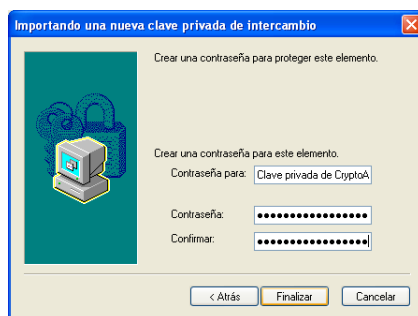 Importando una nueva clave privada de intercambio
Crear una contraseña para proteger este elemento.
Crear una contraseña para este elemento.
Contraseña para: Clave privada de CryptoA
Contraseña: ●●●●●●●●●●●●●●●●●
Confirmar: ●●●●●●●●●●●●●●●●●
< Atrás Finalizar Cancelar